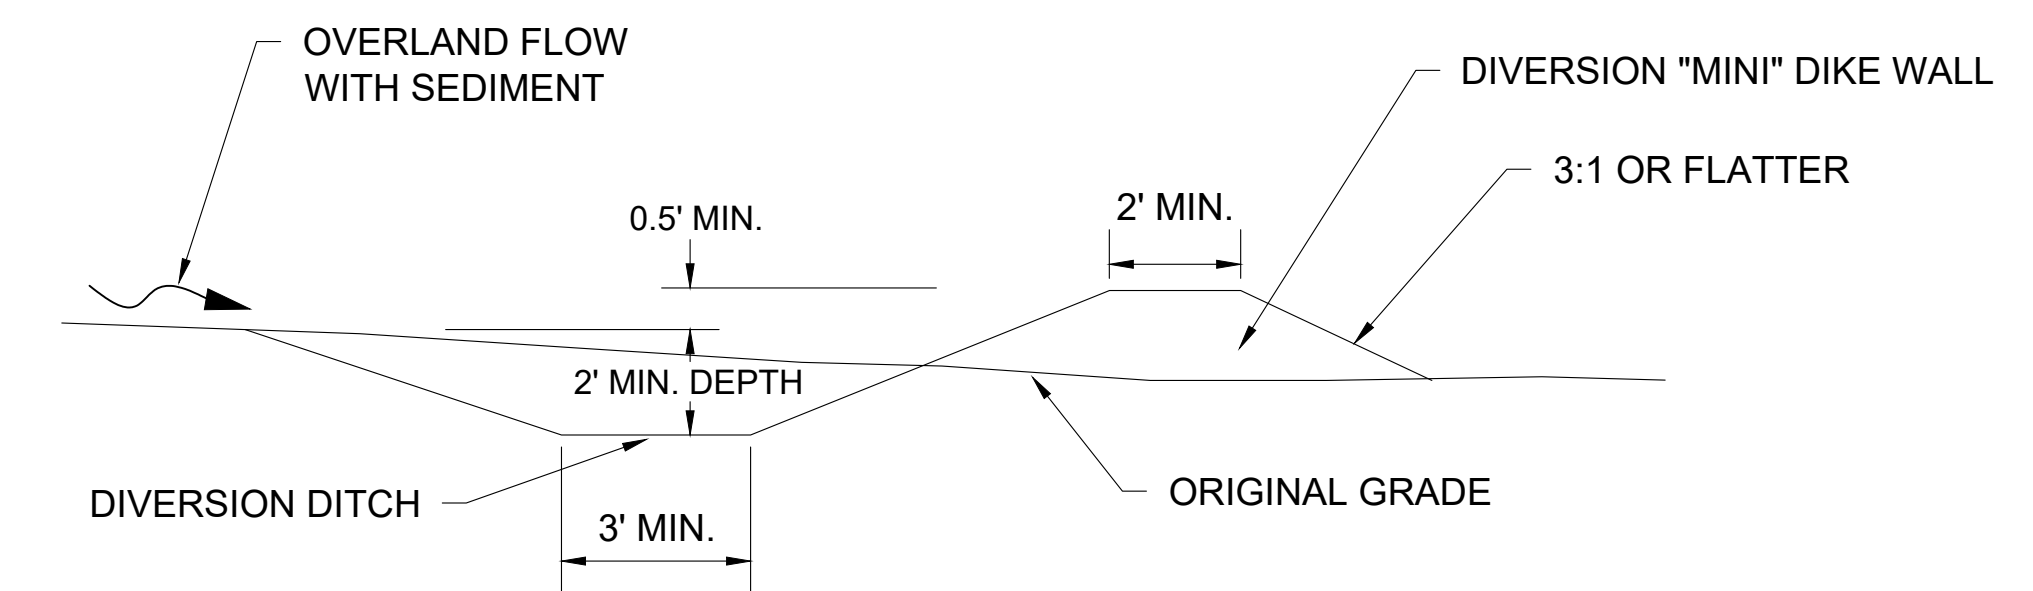 OVERLAND FLOW
WITH SEDIMENT
DIVERSION "MINI" DIKE WALL
3:1 OR FLATTER
0.5' MIN.
2' MIN.
2' MIN. DEPTH
DIVERSION DITCH
ORIGINAL GRADE
3' MIN.